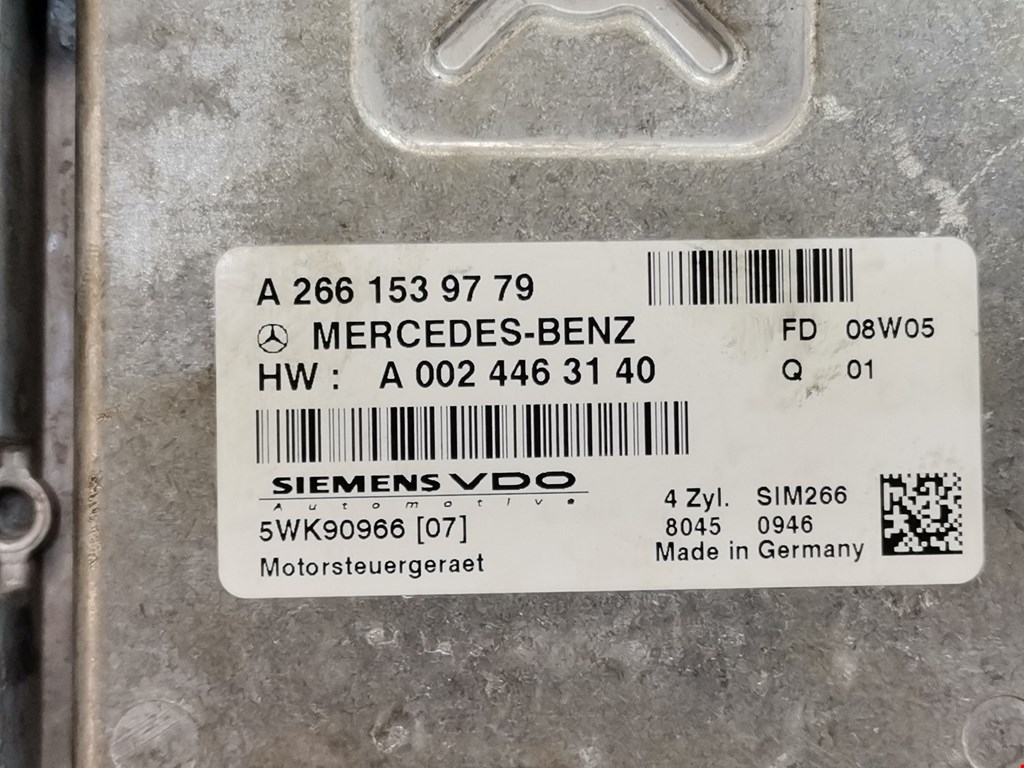 A 266 153 97 79
MERCEDES-BENZ
FD 08W05
HW : A 002 446 31 40
Q 01
SIEMENS VDO
Automotive
4 Zyl. SIM266
5WK90966 [07]
8045 0946
Motorsteuergeraet
Made in Germany